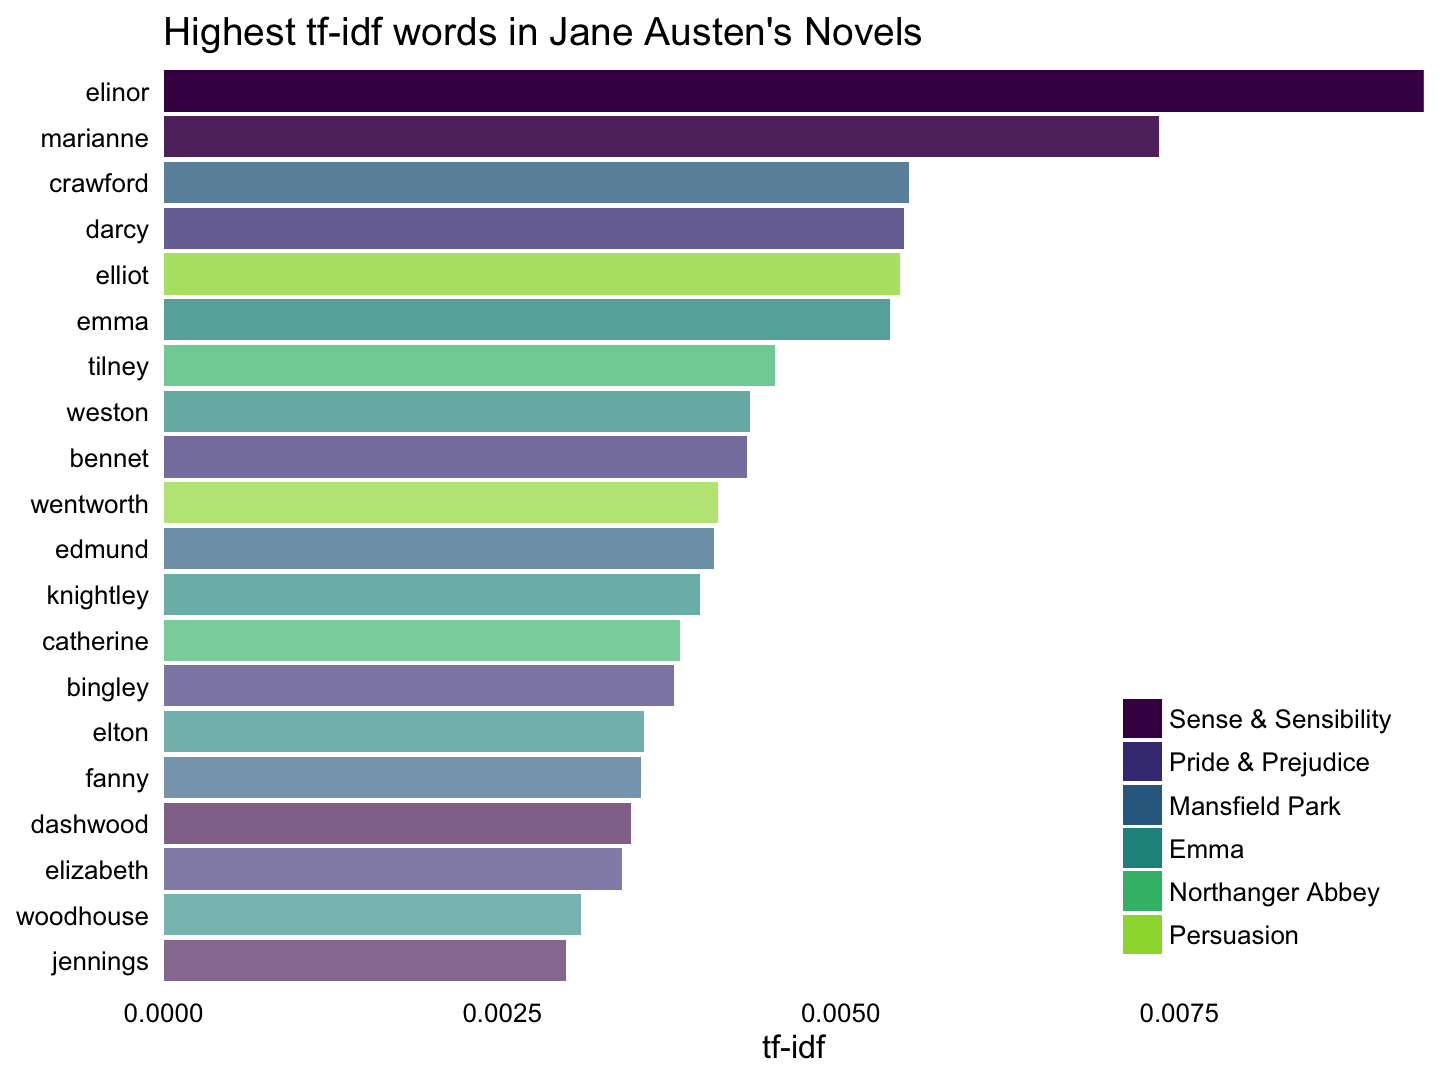 Highest tf-idf words in Jane Austen's Novels
elinor
marianne
crawford
darcy
elliot
emma
tilney
weston
bennet
wentworth
edmund
knightley
catherine
bingley
elton
fanny
dashwood
elizabeth
woodhouse
jennings
Sense & Sensibility
Pride & Prejudice
Mansfield Park
Emma
Northanger Abbey
Persuasion
0.0000 0.0025 0.0050 0.0075
tf-idf